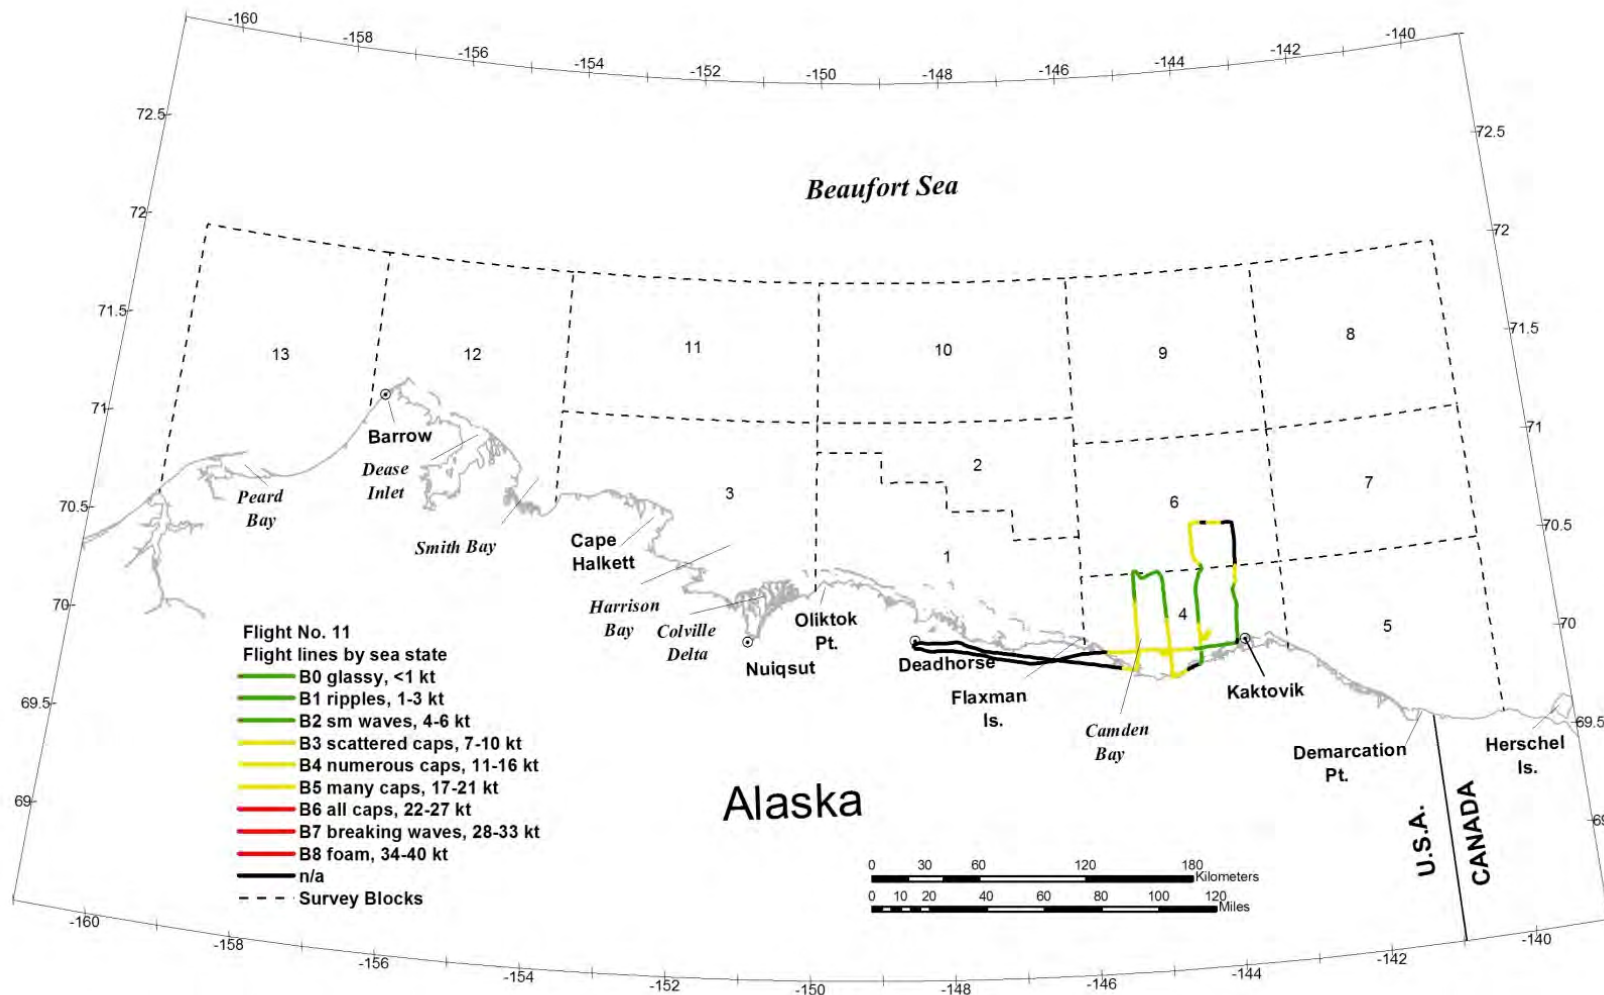 -160
-158
-156
-154
-152
-150
-148
-146
-144
-142
-140
72.5
72.5
Beaufort Sea
72
72
71.5
71.5
13
12
11
10
9
8
71
71
Barrow
Dease
Inlet
2
3
7
6
Peard
Bay
70.5
70.5
Smith Bay
Cape
Halkett
1
70
70
Harrison
Bay
Colville
Delta
Oliktok
Pt.
4
5
Nuiqsut
Deadhorse
Flaxman
Is.
Kaktovik
Camden
Bay
69.5
69.5
Demarcation
Pt.
Herschel
Is.
Flight No. 11
Flight lines by sea state
B0 glassy, <1 kt
B1 ripples, 1-3 kt
B2 sm waves, 4-6 kt
B3 scattered caps, 7-10 kt
B4 numerous caps, 11-16 kt
B5 many caps, 17-21 kt
B6 all caps, 22-27 kt
B7 breaking waves, 28-33 kt
B8 foam, 34-40 kt
n/a
Survey Blocks
69
Alaska
U.S.A.
CANADA
0 30 60 120 180
Kilometers
0 10 20 40 60 80 100 120
Miles
-160
-158
-156
-154
-152
-150
-148
-146
-144
-142
-140